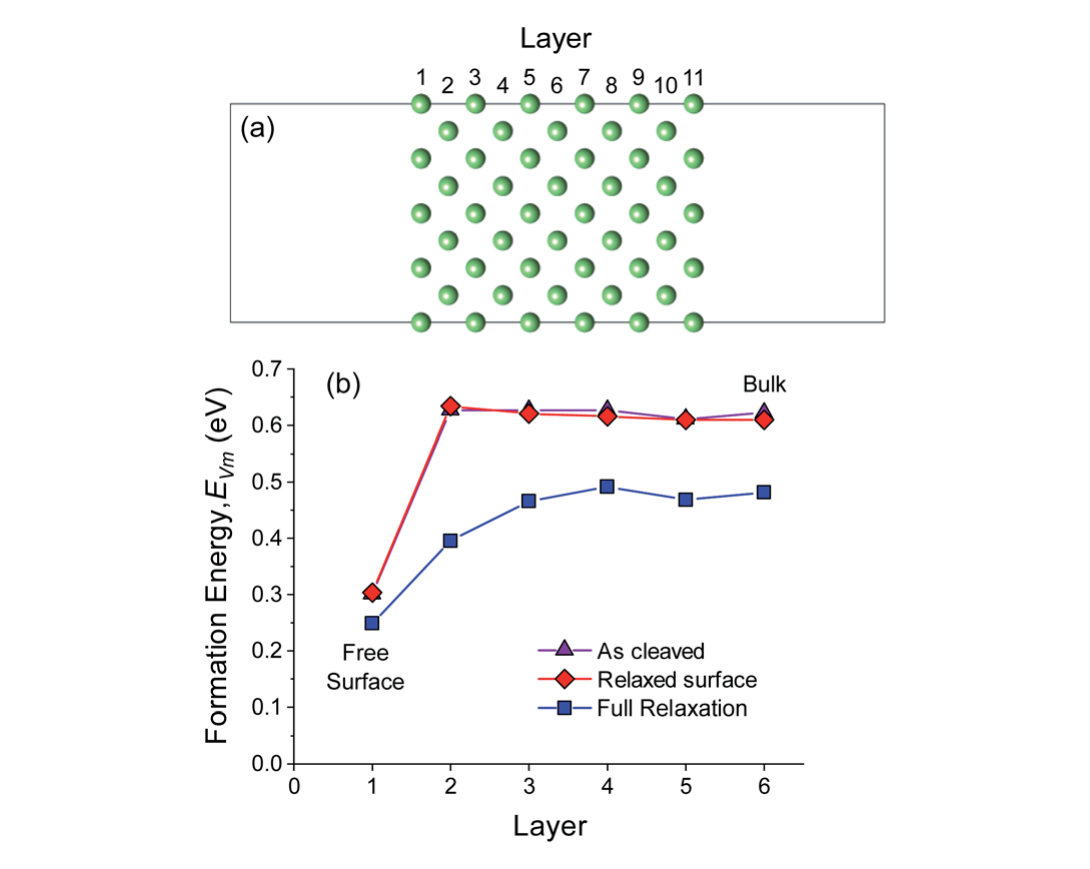 Layer
1 2 3 4 5 6 7 8 9 10 11
(a)
(b)
Bulk
0.7
0.6
0.5
0.4
0.3
0.2
0.1
0.0
Formation Energy, E_Vm (eV)
Free
Surface
As cleaved
Relaxed surface
Full Relaxation
0 1 2 3 4 5 6
Layer